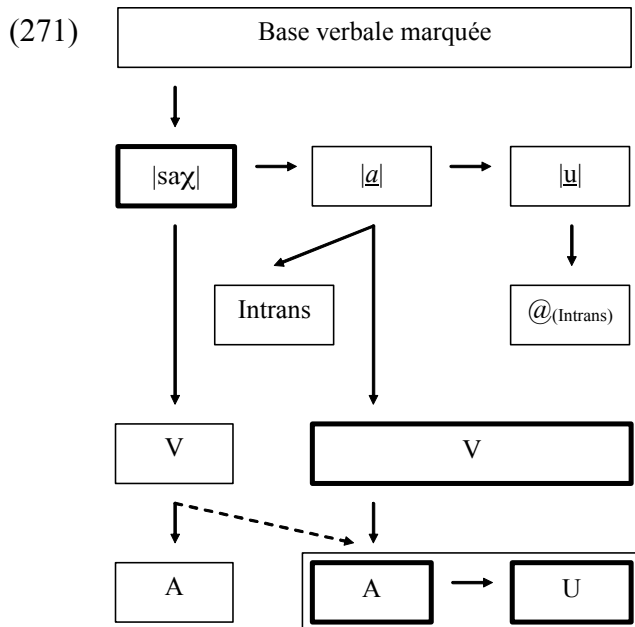 (271) Base verbale marquée
|saχ| |a| |u|
Intrans @(Intrans)
V V
A A U